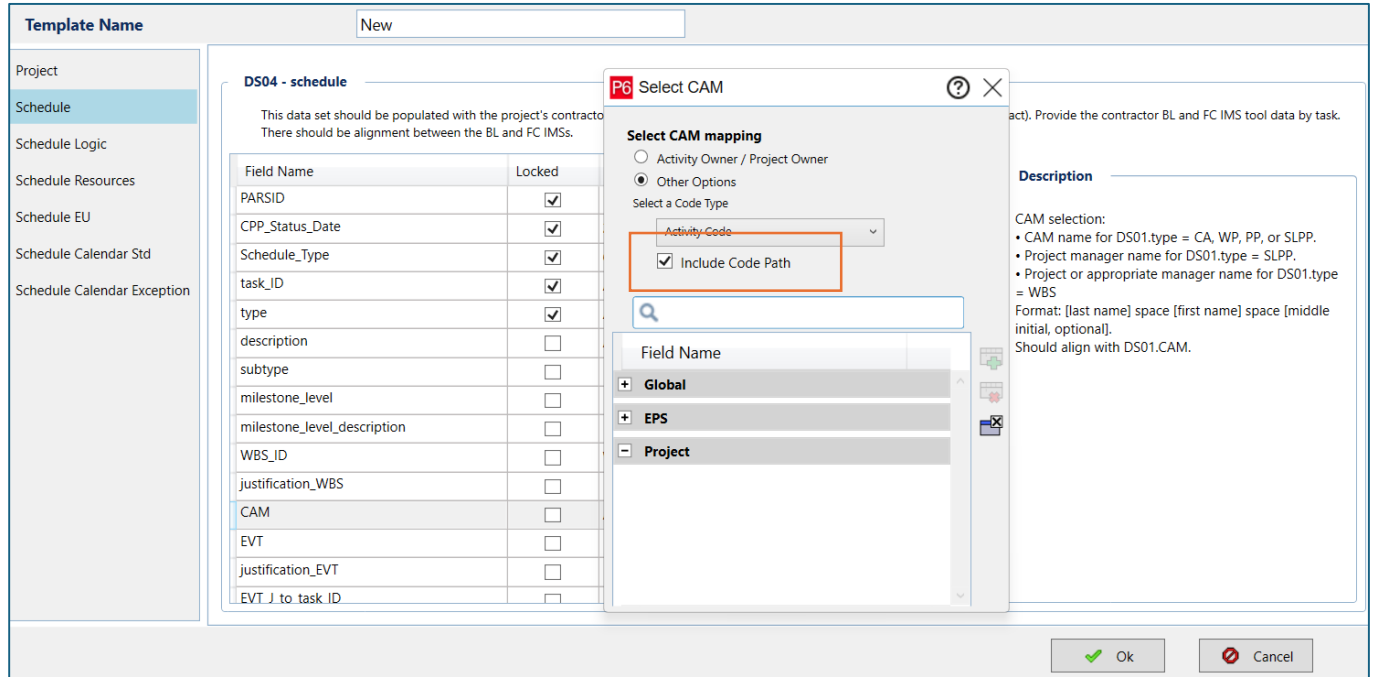 Template Name
New
Project
Schedule
Schedule Logic
Schedule Resources
Schedule EU
Schedule Calendar Std
Schedule Calendar Exception
DS04 - schedule
This data set should be populated with the project's contracto
There should be alignment between the BL and FC IMSs.
act). Provide the contractor BL and FC IMS tool data by task.
Field Name Locked
PARSID
CPP_Status_Date
Schedule_Type
task_ID
type
description
subtype
milestone_level
milestone_level_description
WBS_ID
justification_WBS
CAM
EVT
justification_EVT
EVT_J_to_task_ID
P6 Select CAM
Select CAM mapping
Activity Owner / Project Owner
Other Options
Select a Code Type
Activity Code
Include Code Path
Field Name
Global
EPS
Project
Description
CAM selection:
• CAM name for DS01.type = CA, WP, PP, or SLPP.
• Project manager name for DS01.type = SLPP.
• Project or appropriate manager name for DS01.type
= WBS
Format: [last name] space [first name] space [middle
initial, optional].
Should align with DS01.CAM.
Ok
Cancel